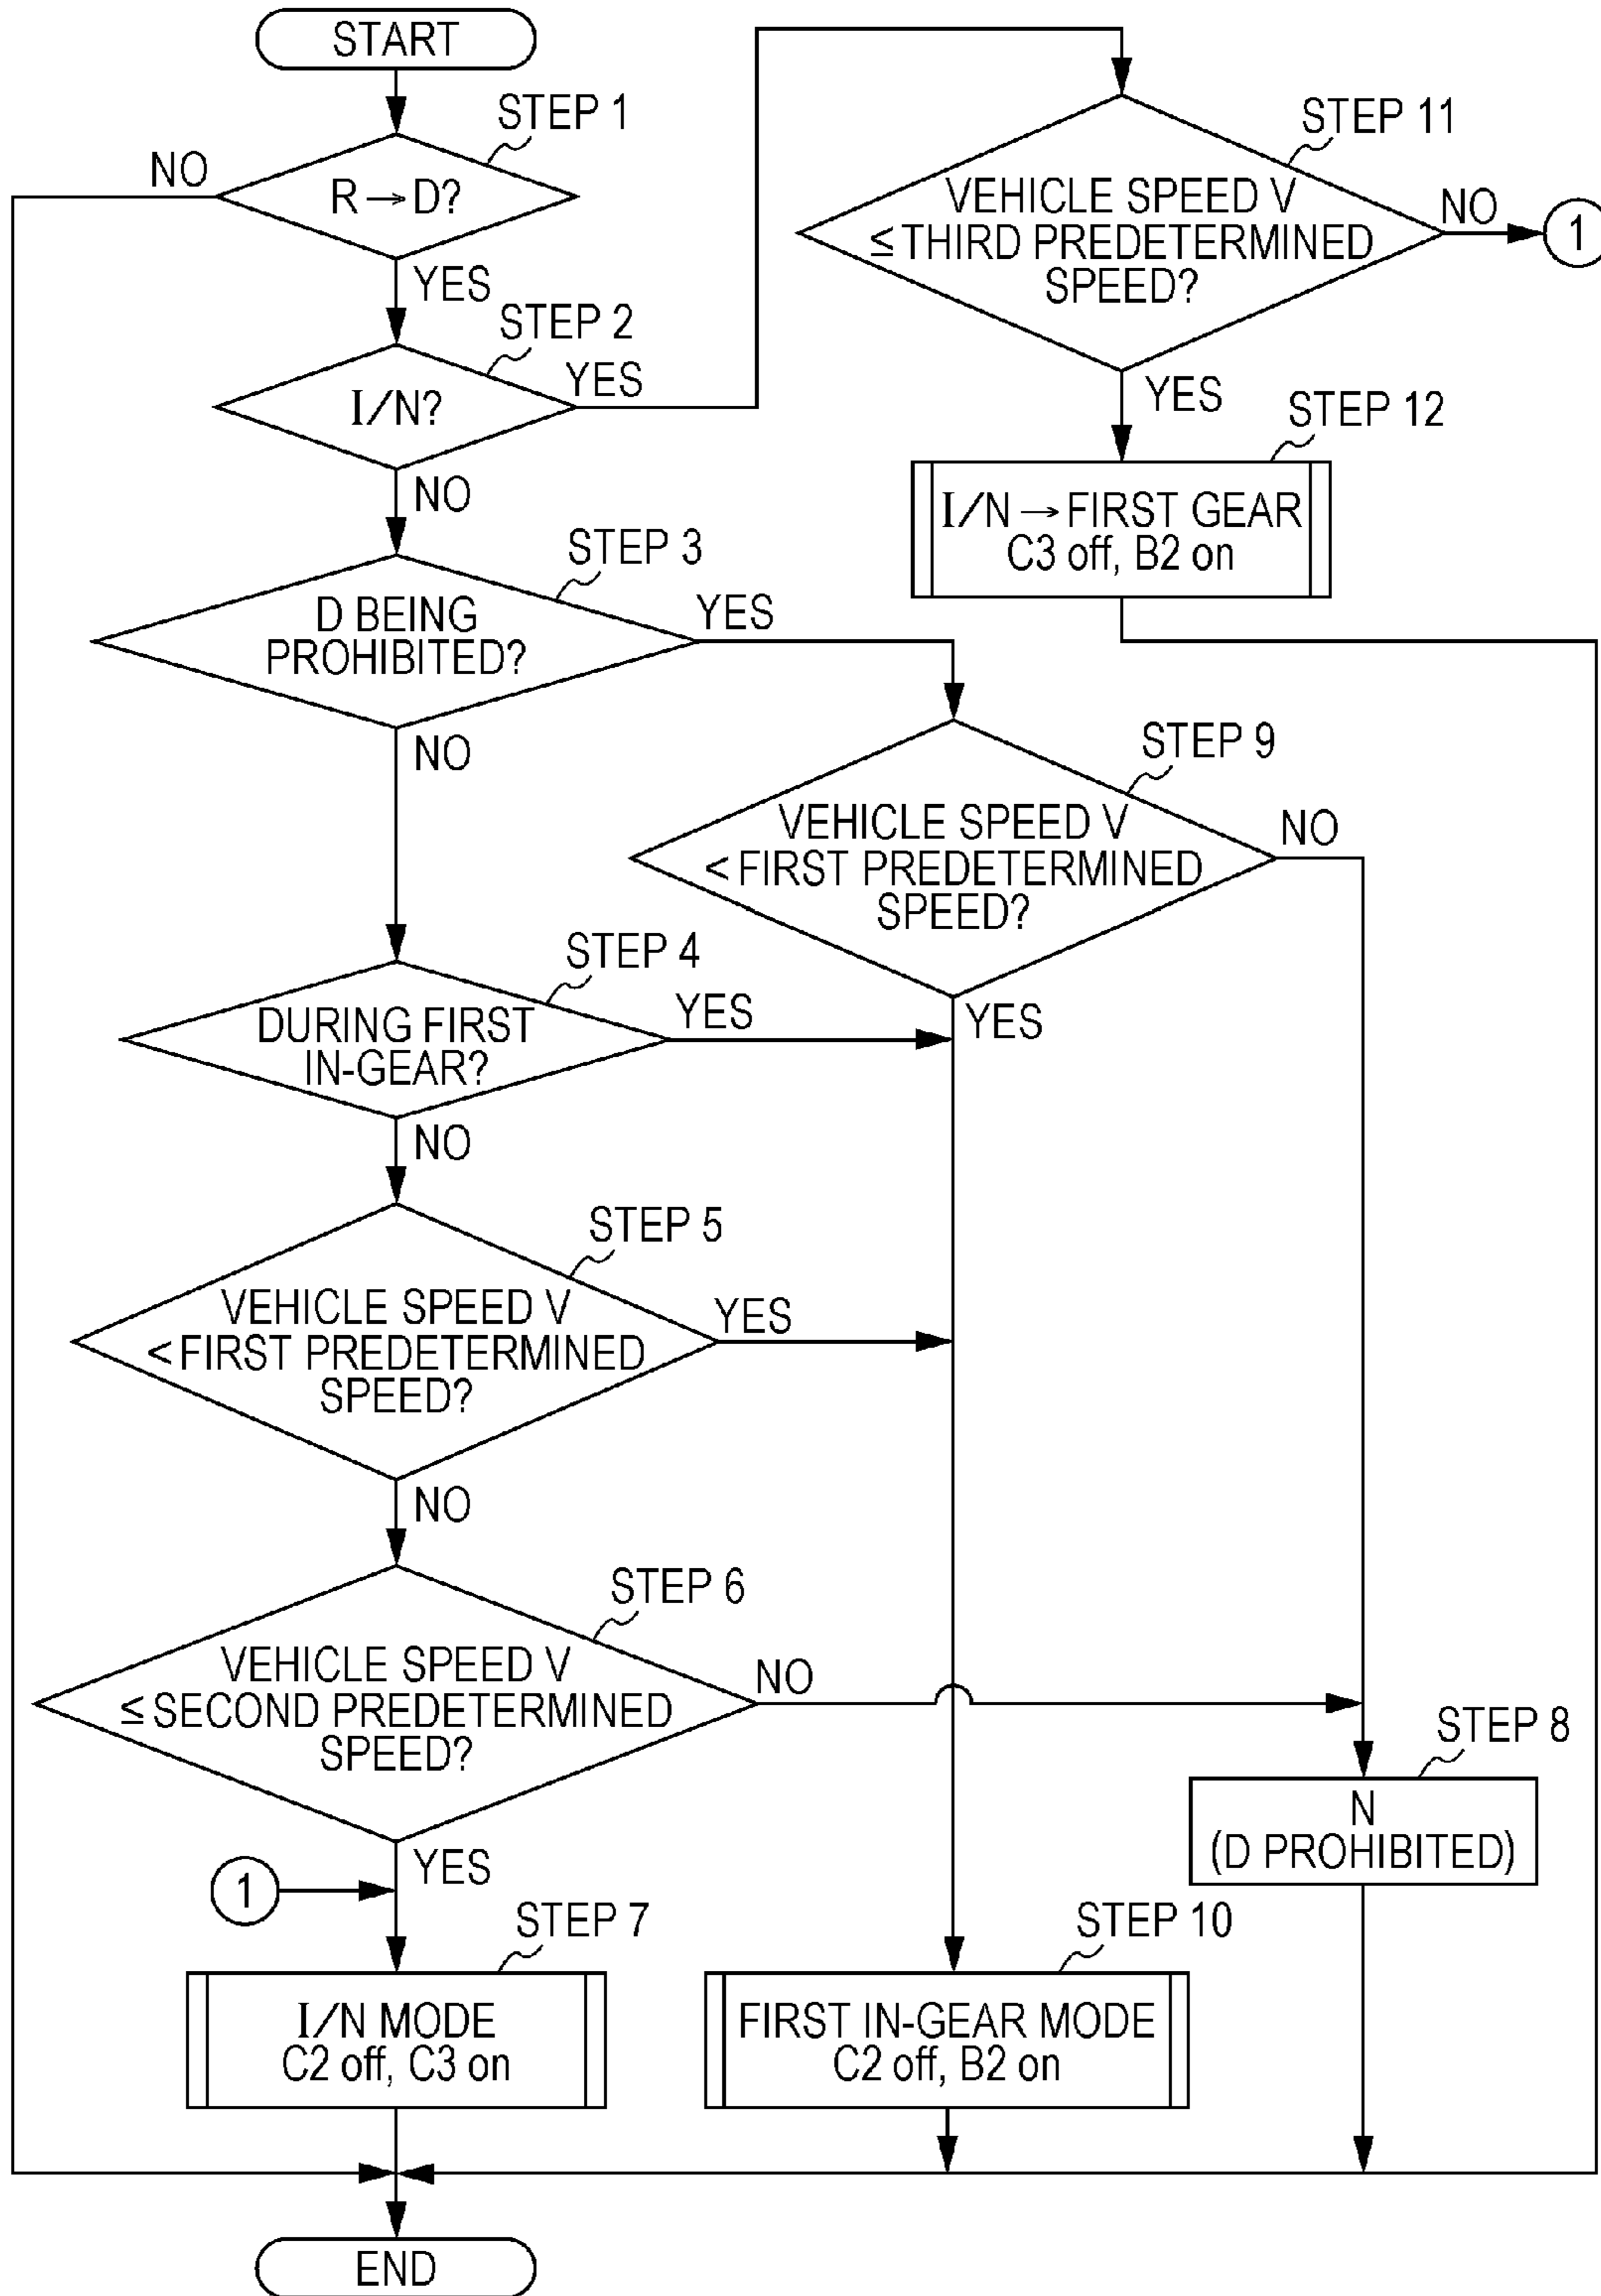 START
STEP 1
NO
R→D?
YES
STEP 2
YES
I/N?
NO
STEP 11
VEHICLE SPEED V
≤ THIRD PREDETERMINED
SPEED?
NO
1
YES
STEP 12
I/N→FIRST GEAR
C3 off, B2 on
STEP 3
D BEING
PROHIBITED?
YES
NO
STEP 9
VEHICLE SPEED V
< FIRST PREDETERMINED
SPEED?
NO
YES
STEP 4
DURING FIRST
IN-GEAR?
YES
NO
STEP 5
VEHICLE SPEED V
< FIRST PREDETERMINED
SPEED?
YES
NO
STEP 6
VEHICLE SPEED V
≤ SECOND PREDETERMINED
SPEED?
NO
YES
STEP 8
N
(D PROHIBITED)
1
STEP 7
I/N MODE
C2 off, C3 on
STEP 10
FIRST IN-GEAR MODE
C2 off, B2 on
END